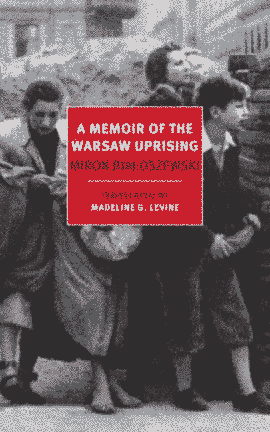 A MEMOIR OF THE
WARSAW UPRISING
MIRON BIAŁOSZEWSKI
MADELINE G. LEVINE